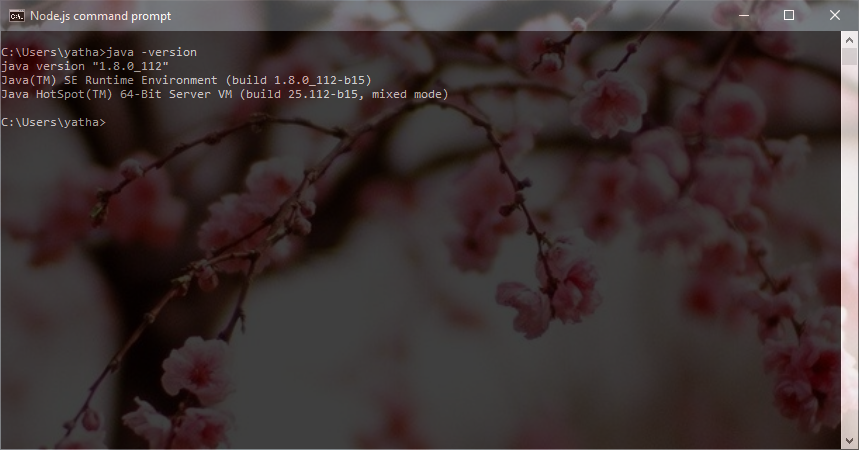 Node.js command prompt
C:\Users\yatha>java -version
java version "1.8.0_112"
Java(TM) SE Runtime Environment (build 1.8.0_112-b15)
Java HotSpot(TM) 64-Bit Server VM (build 25.112-b15, mixed mode)
C:\Users\yatha>